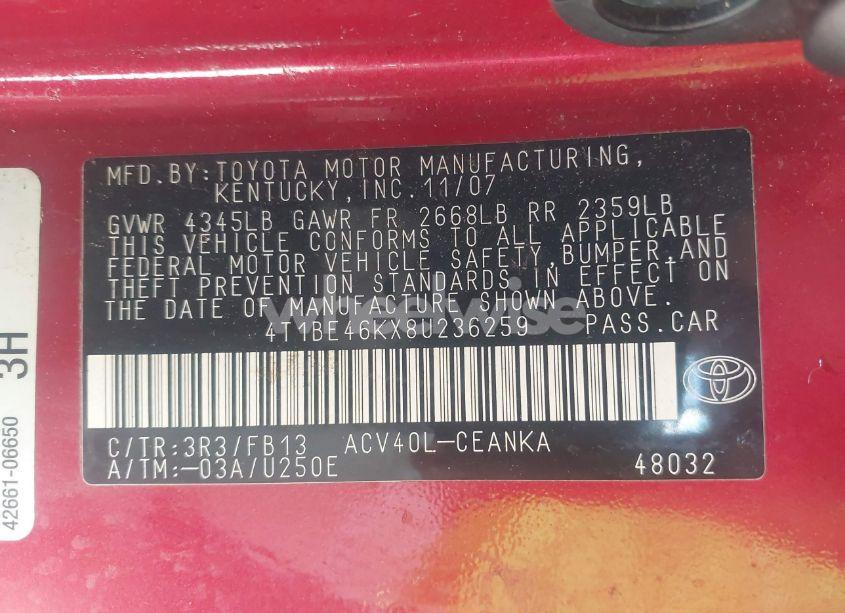 MFD.BY:TOYOTA MOTOR MANUFACTURING,
KENTUCKY,INC.11/07
GVWR 4345LB GAWR FR 2668LB RR 2359LB
THIS VEHICLE CONFORMS TO ALL APPLICABLE
FEDERAL MOTOR VEHICLE SAFETY,BUMPER,AND
THEFT PREVENTION STANDARDS IN EFFECT ON
THE DATE OF MANUFACTURE SHOWN ABOVE.
4T1BE46KX8U236259 PASS.CAR
C/TR:3R3/FB13 ACV40L-CEANKA
A/TM:-03A/U250E 48032
3H
42661-06650
wheelwise